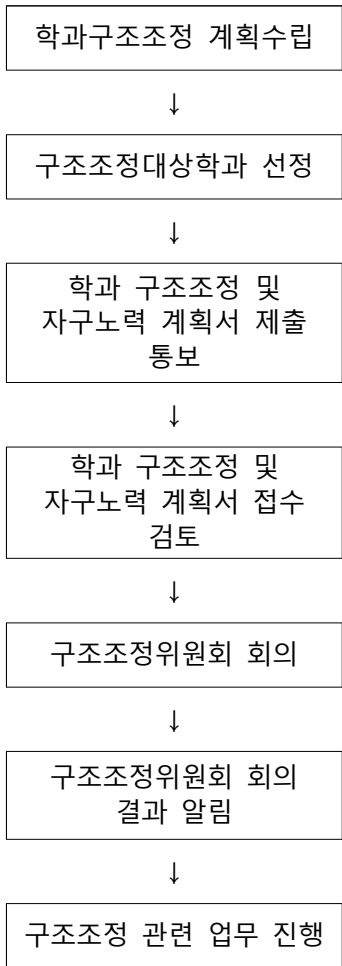 학과구조조정 계획수립
↓
구조조정대상학과 선정
↓
학과 구조조정 및
자구노력 계획서 제출
통보
↓
학과 구조조정 및
자구노력 계획서 접수
검토
↓
구조조정위원회 회의
↓
구조조정위원회 회의
결과 알림
↓
구조조정 관련 업무 진행